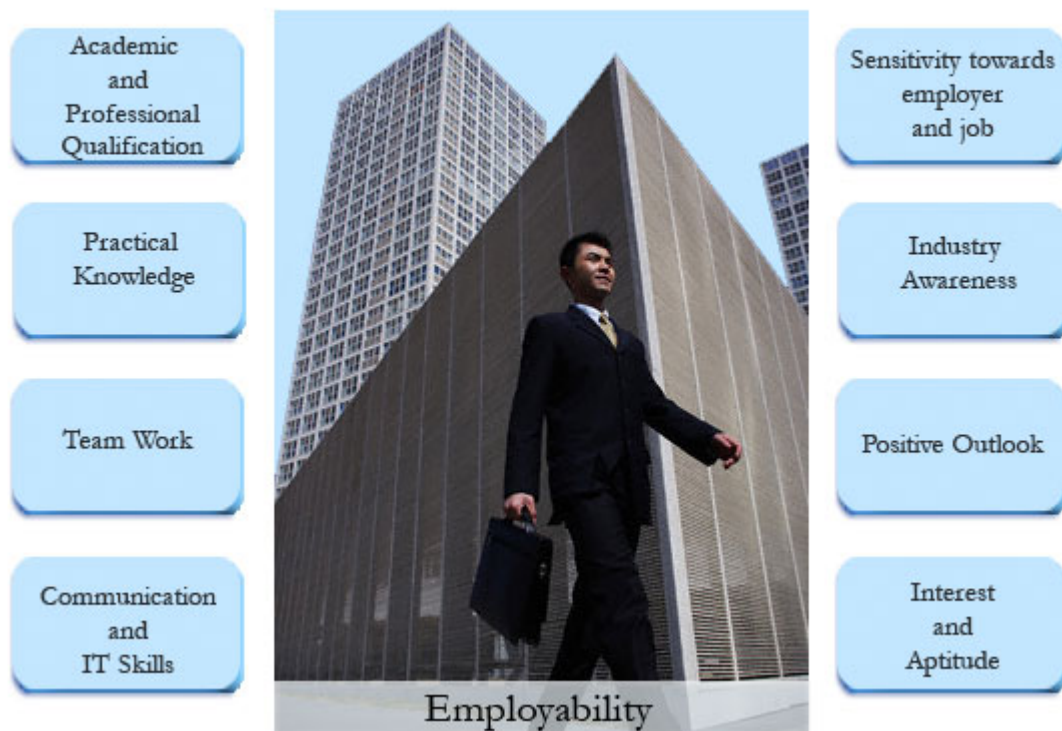 Academic
and
Professional
Qualification
Practical
Knowledge
Team Work
Communication
and
IT Skills
Sensitivity towards
employer
and job
Industry
Awareness
Positive Outlook
Interest
and
Aptitude
Employability